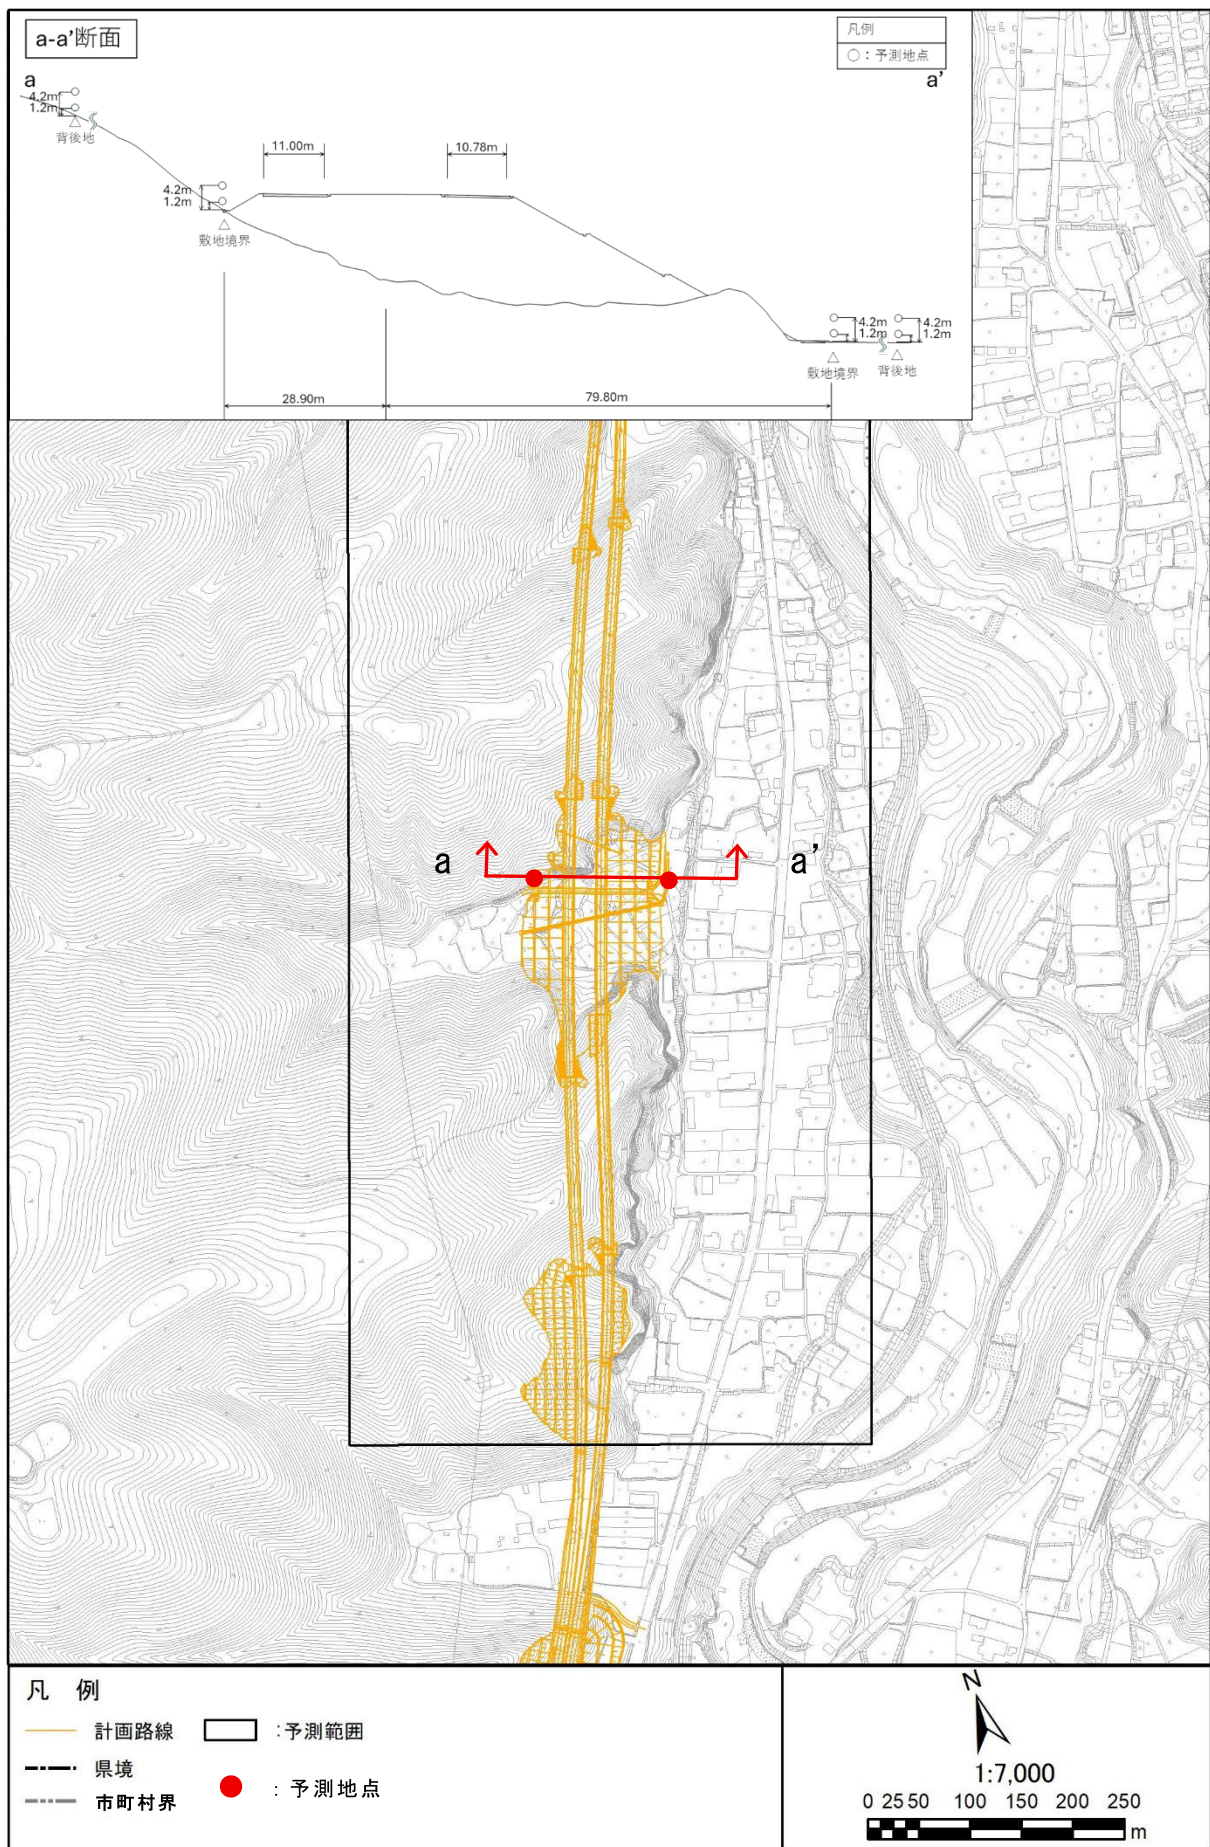 a-a’断面
凡例
○：予測地点
a
a’
4.2m
1.2m
背後地
11.00m
10.78m
4.2m
1.2m
敷地境界
4.2m
1.2m
4.2m
1.2m
敷地境界
背後地
28.90m
79.80m
a
a’
凡 例
計画路線
:予測範囲
県境
市町村界
: 予測地点
N
1:7,000
0 25 50 100 150 200 250
m